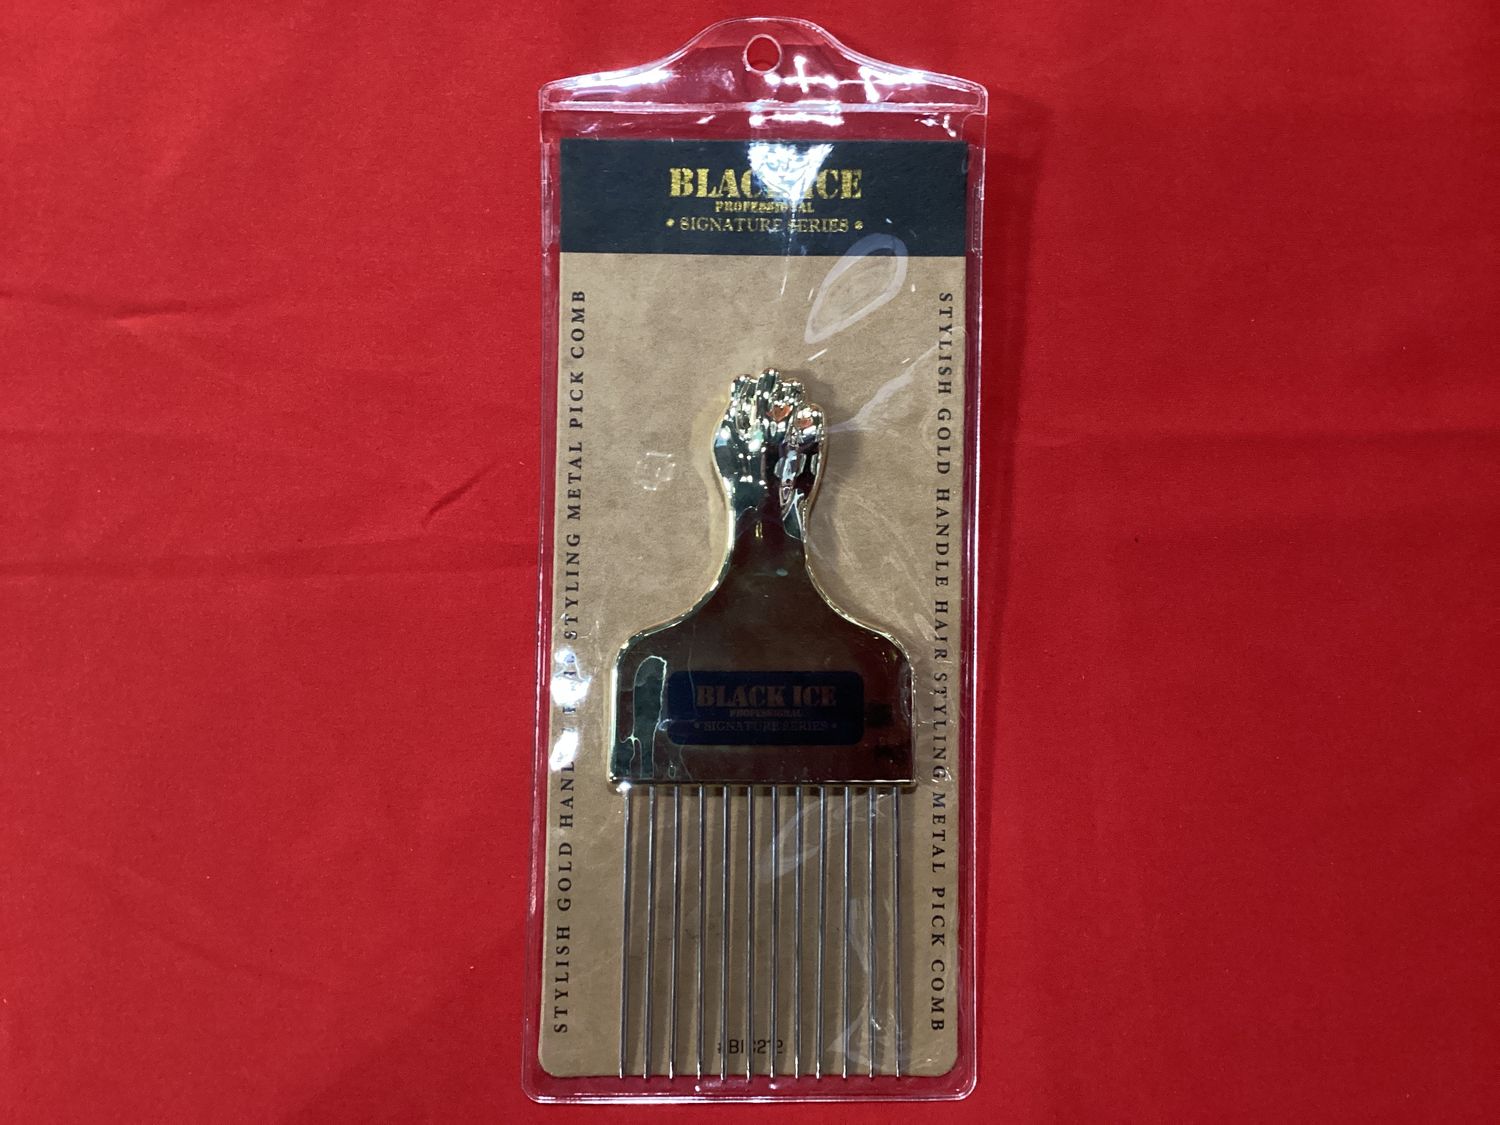 BLACK ICE
PROFESSIONAL
• SIGNATURE SERIES •
STYLISH GOLD HANDLE HAIR STYLING METAL PICK COMB
STYLISH GOLD HANDLE HAIR STYLING METAL PICK COMB
BLACK ICE
PROFESSIONAL
• SIGNATURE SERIES •